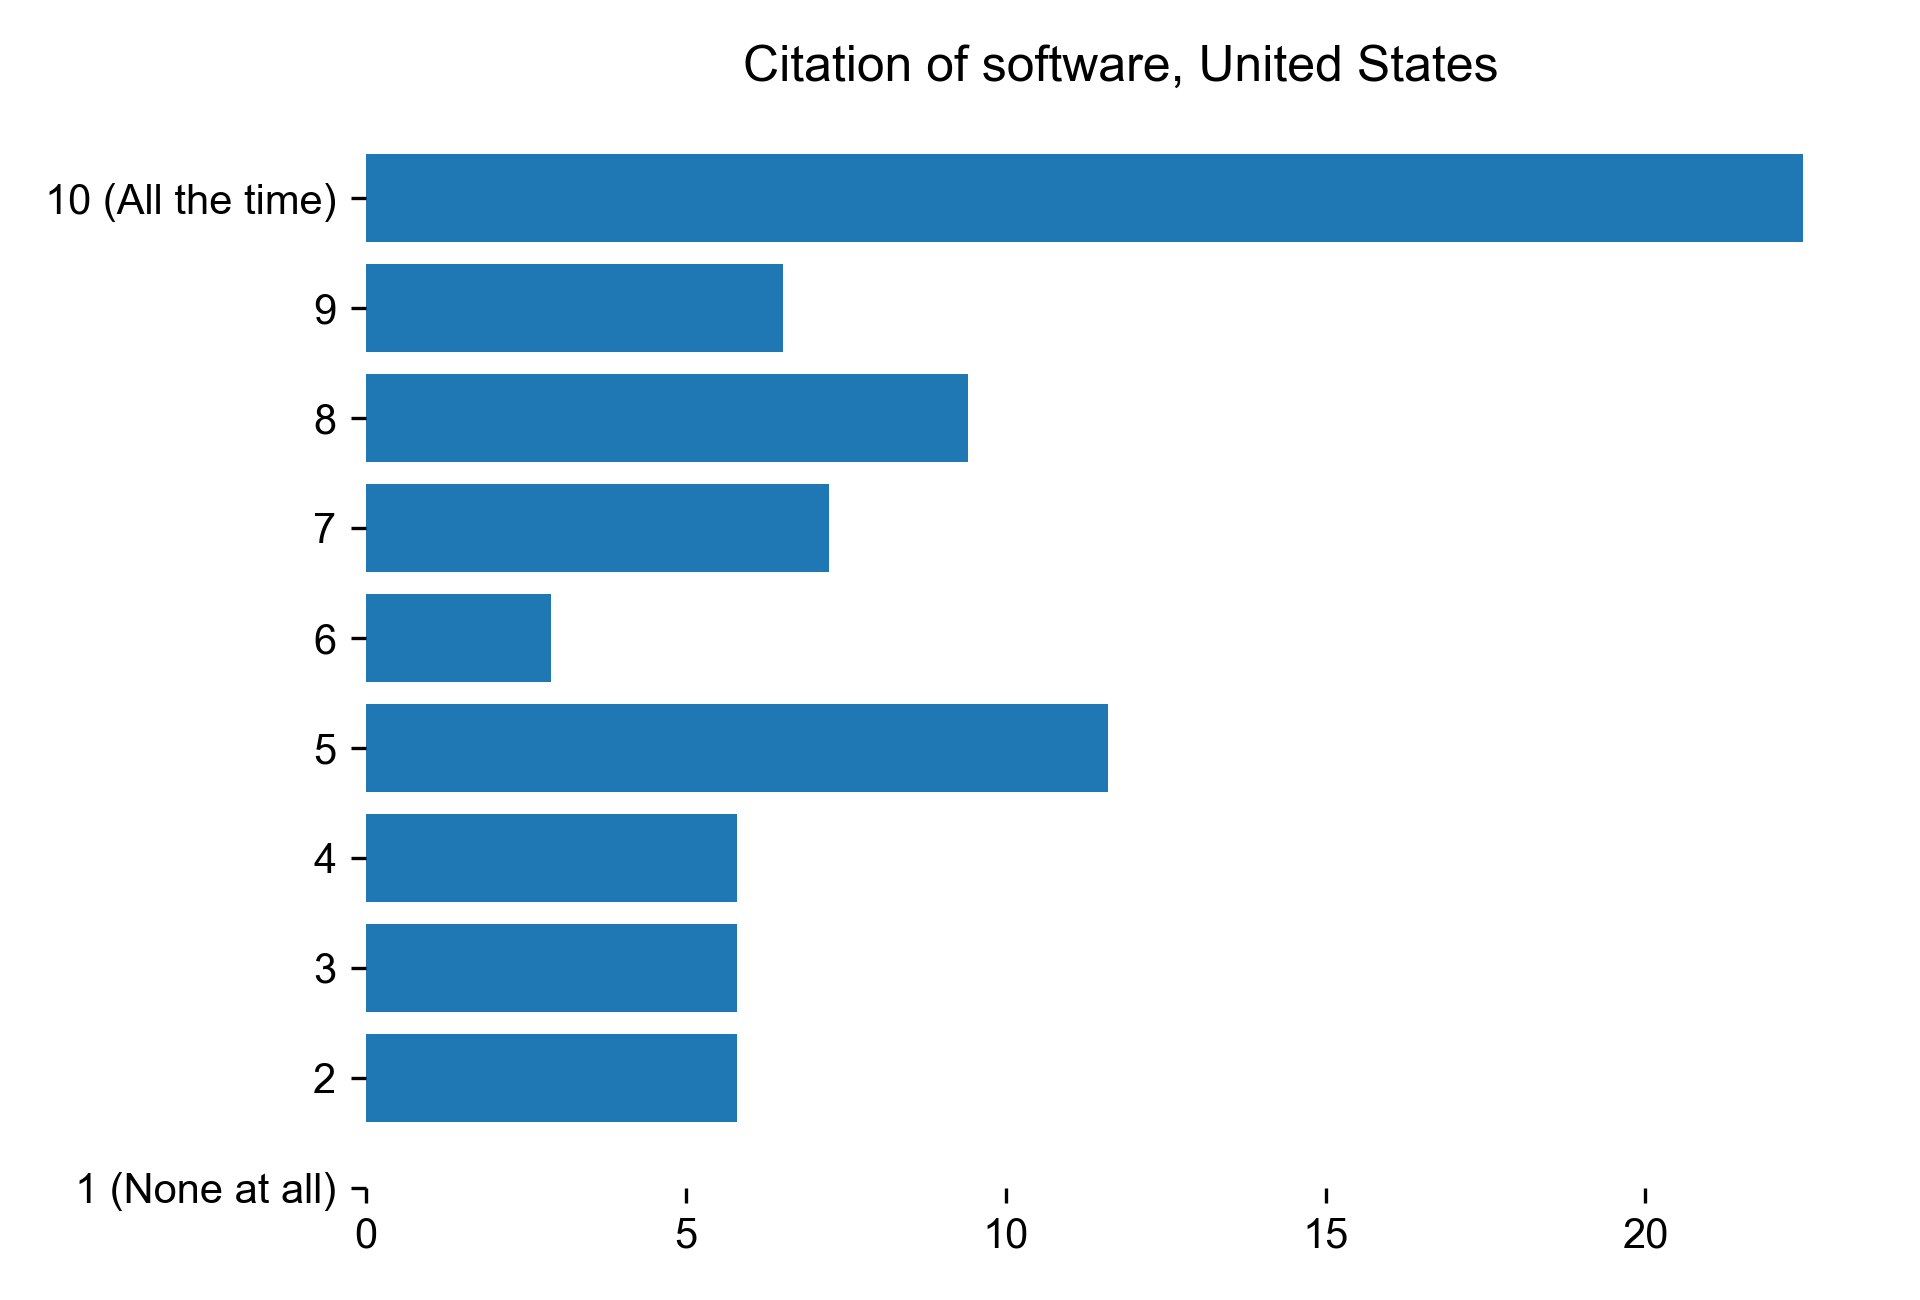 Citation of software, United States
10 (All the time)
9
8
7
6
5
4
3
2
1 (None at all)
0 5 10 15 20